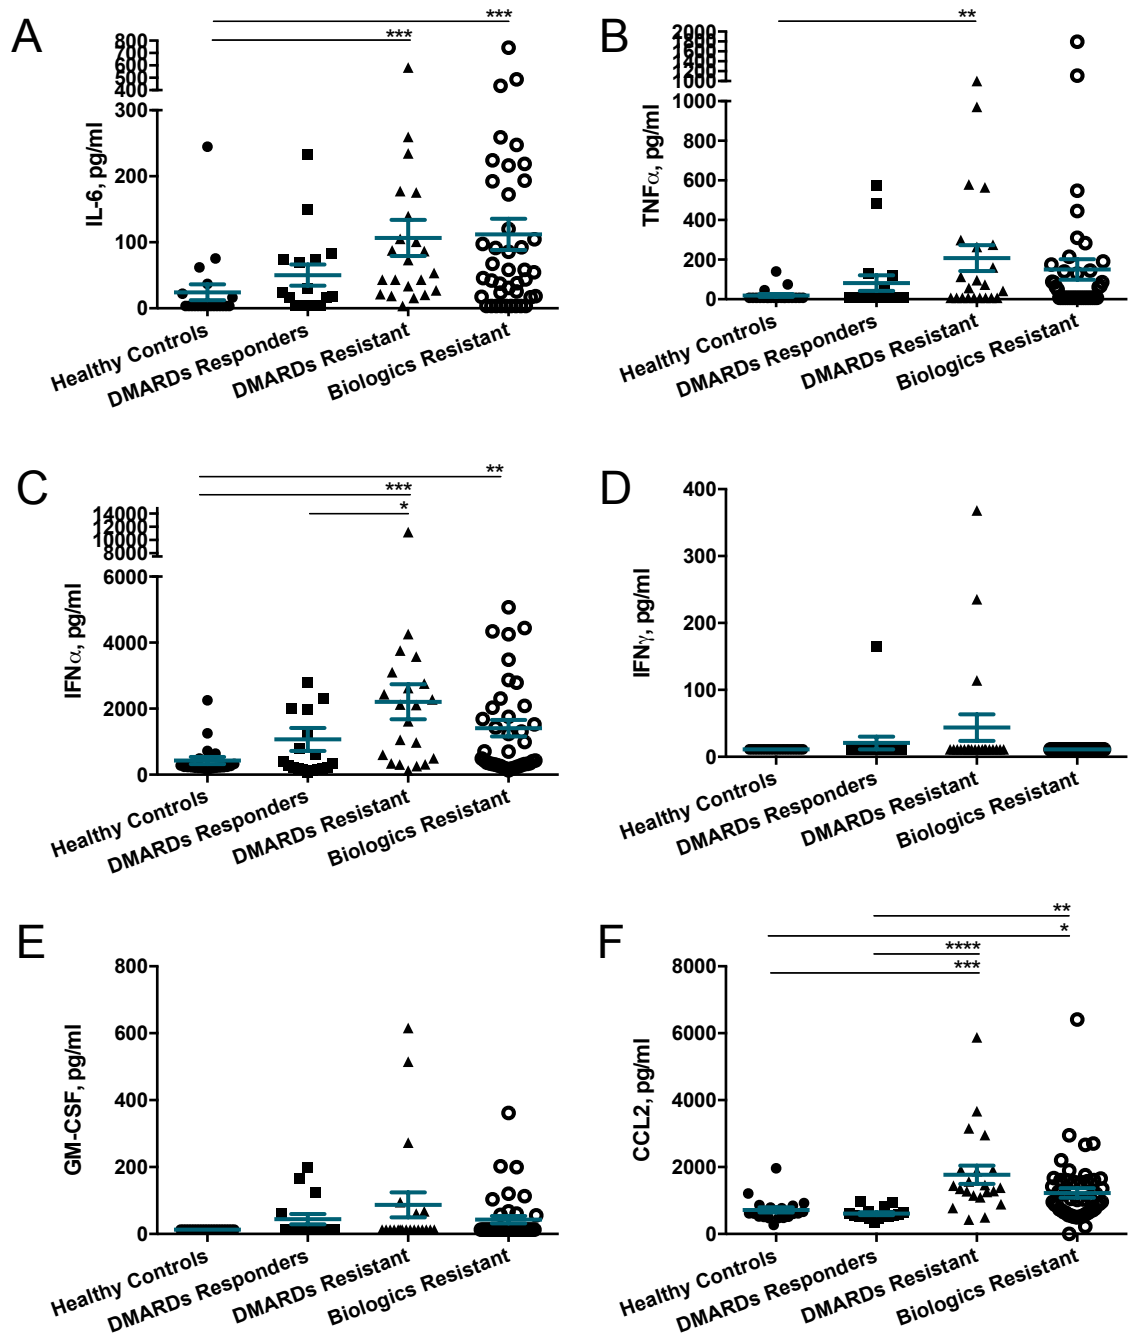 A
***
***
800
700
600
500
400
300
200
100
0
IL-6, pg/ml
Healthy Controls
DMARDs Responders
DMARDs Resistant
Biologics Resistant
B
**
2000
1800
1600
1400
1200
1000
1000
800
600
400
200
0
TNFα, pg/ml
Healthy Controls
DMARDs Responders
DMARDs Resistant
Biologics Resistant
C
**
***
*
14000
12000
10000
8000
6000
4000
2000
0
IFNα, pg/ml
Healthy Controls
DMARDs Responders
DMARDs Resistant
Biologics Resistant
D
400
300
200
100
0
IFNγ, pg/ml
Healthy Controls
DMARDs Responders
DMARDs Resistant
Biologics Resistant
E
800
600
400
200
0
GM-CSF, pg/ml
Healthy Controls
DMARDs Responders
DMARDs Resistant
Biologics Resistant
F
**
*
****
***
8000
6000
4000
2000
0
CCL2, pg/ml
Healthy Controls
DMARDs Responders
DMARDs Resistant
Biologics Resistant